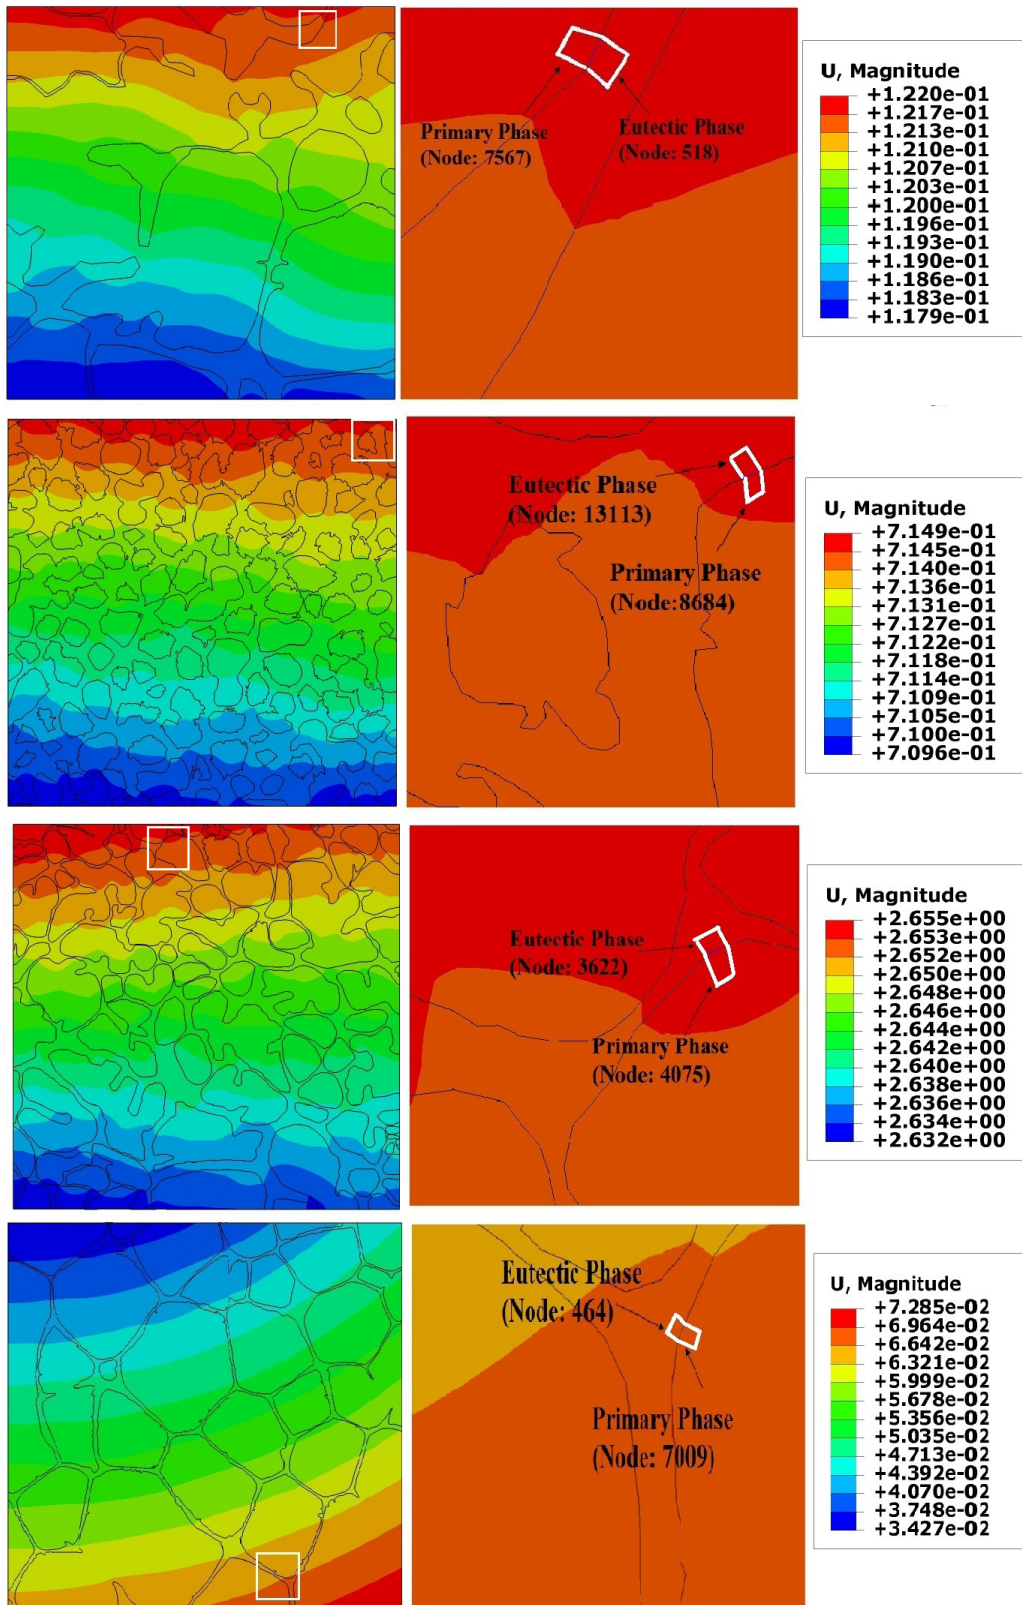 Primary Phase
(Node: 7567)
Eutectic Phase
(Node: 518)
U, Magnitude
+1.220e-01
+1.217e-01
+1.213e-01
+1.210e-01
+1.207e-01
+1.203e-01
+1.200e-01
+1.196e-01
+1.193e-01
+1.190e-01
+1.186e-01
+1.183e-01
+1.179e-01
Eutectic Phase
(Node: 13113)
Primary Phase
(Node:8684)
U, Magnitude
+7.149e-01
+7.145e-01
+7.140e-01
+7.136e-01
+7.131e-01
+7.127e-01
+7.122e-01
+7.118e-01
+7.114e-01
+7.109e-01
+7.105e-01
+7.100e-01
+7.096e-01
Eutectic Phase
(Node: 3622)
Primary Phase
(Node: 4075)
U, Magnitude
+2.655e+00
+2.653e+00
+2.652e+00
+2.650e+00
+2.648e+00
+2.646e+00
+2.644e+00
+2.642e+00
+2.640e+00
+2.638e+00
+2.636e+00
+2.634e+00
+2.632e+00
Eutectic Phase
(Node: 464)
Primary Phase
(Node: 7009)
U, Magnitude
+7.285e-02
+6.964e-02
+6.642e-02
+6.321e-02
+5.999e-02
+5.678e-02
+5.356e-02
+5.035e-02
+4.713e-02
+4.392e-02
+4.070e-02
+3.748e-02
+3.427e-02